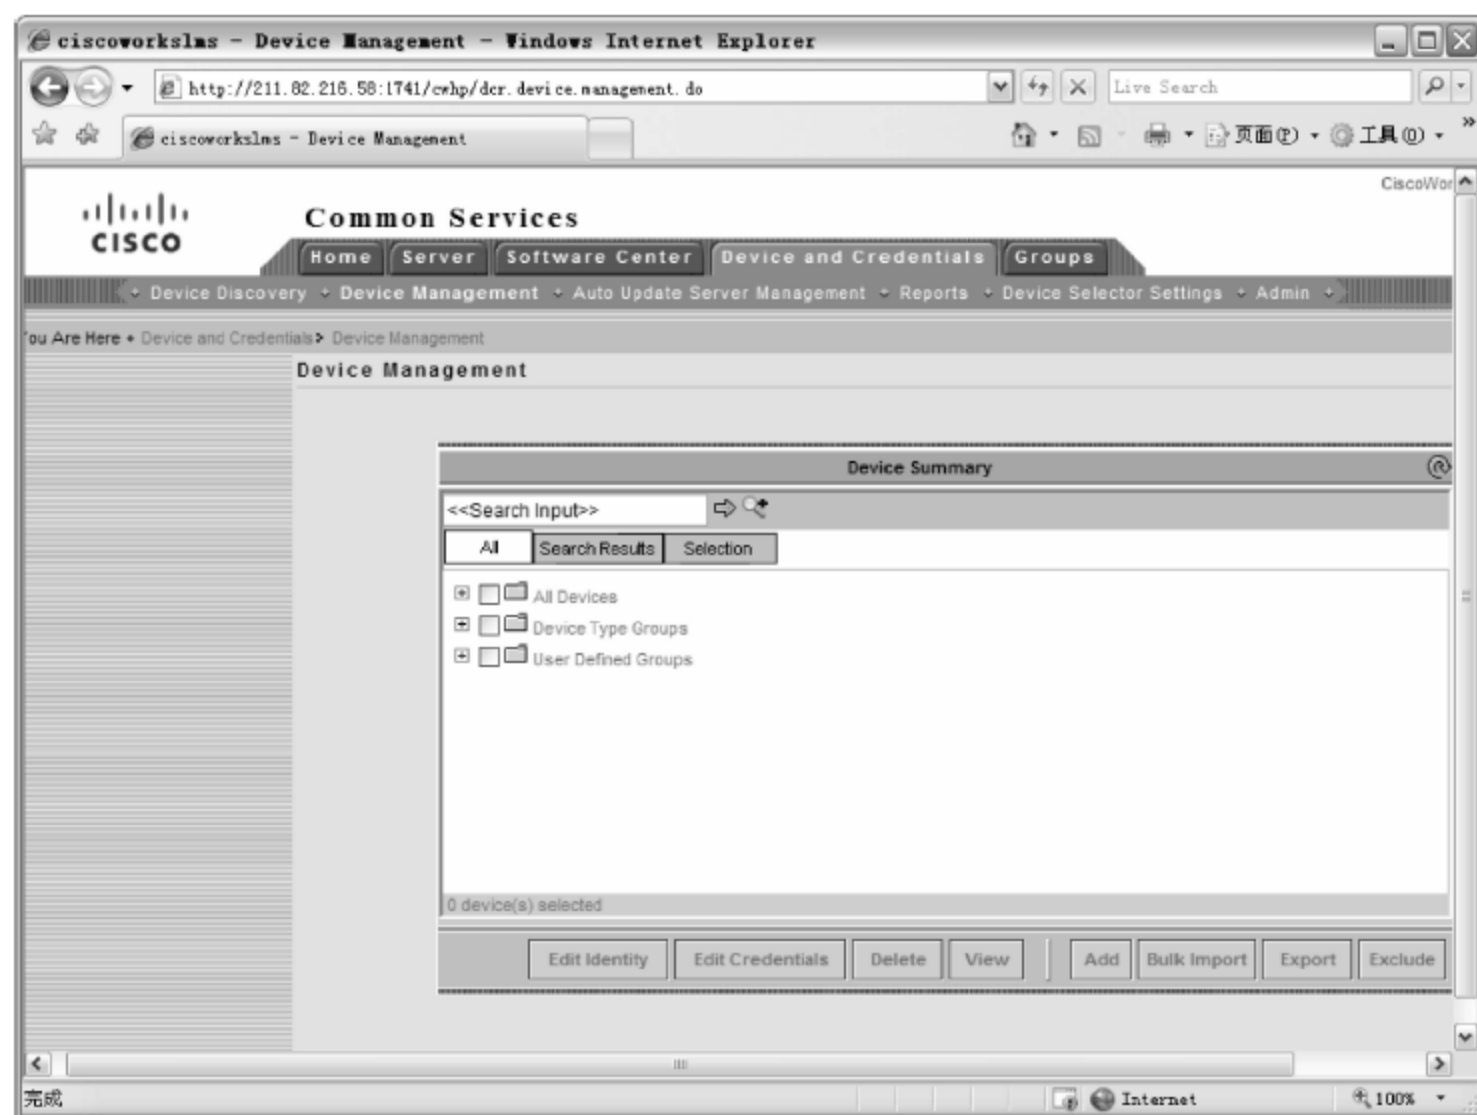 ciscoworkslms - Device Management - Windows Internet Explorer
http://211.82.216.58:1741/cwhp/dcr.device.management.do
Live Search
ciscoworkslms - Device Management
页面(P)
工具(O)
»
CiscoWor
CISCO
Common Services
Home
Server
Software Center
Device and Credentials
Groups
Device Discovery
Device Management
Auto Update Server Management
Reports
Device Selector Settings
Admin
You Are Here
Device and Credentials > Device Management
Device Management
Device Summary
<<Search Input>>
All
Search Results
Selection
All Devices
Device Type Groups
User Defined Groups
0 device(s) selected
Edit Identity
Edit Credentials
Delete
View
Add
Bulk Import
Export
Exclude
完成
Internet
100%